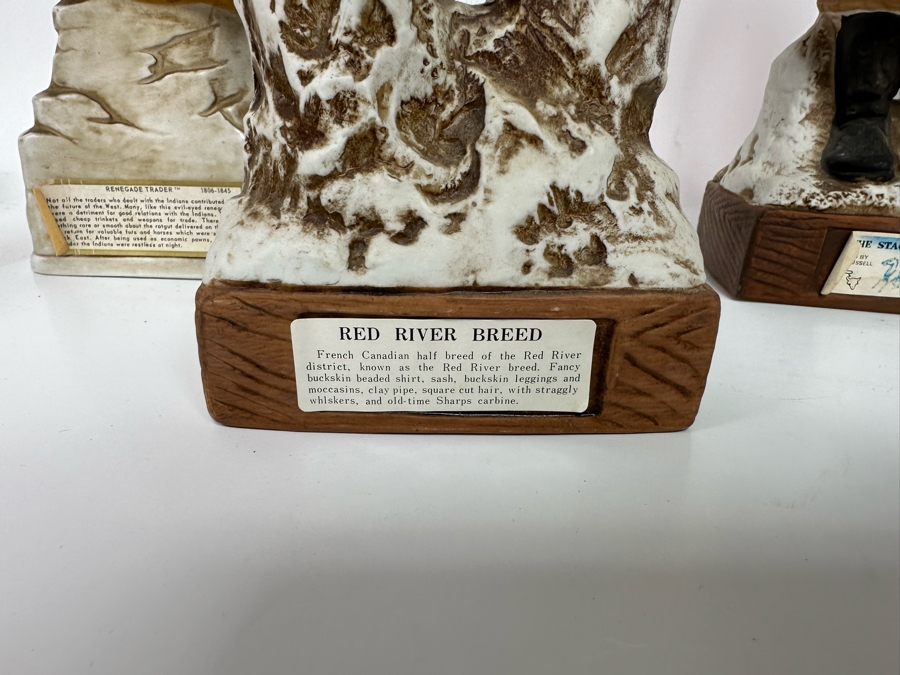 RENEGADE TRADER™ 1806-1845
Not all the traders who dealt with the Indians contributed
the future of the West. Many, like this evil-eyed
were a detriment for good relations with the Indians.
cheap trinkets and weapons for trade. There
rare or smooth about the rotgut delivered on
return for valuable furs and horses which were
East. After being used as economic pawns,
the Indians were restless at night.
RED RIVER BREED
French Canadian half breed of the Red River
district, known as the Red River breed. Fancy
buckskin beaded shirt, sash, buckskin leggings and
moccasins, clay pipe, square cut hair, with straggly
whiskers, and old-time Sharps carbine.
BY